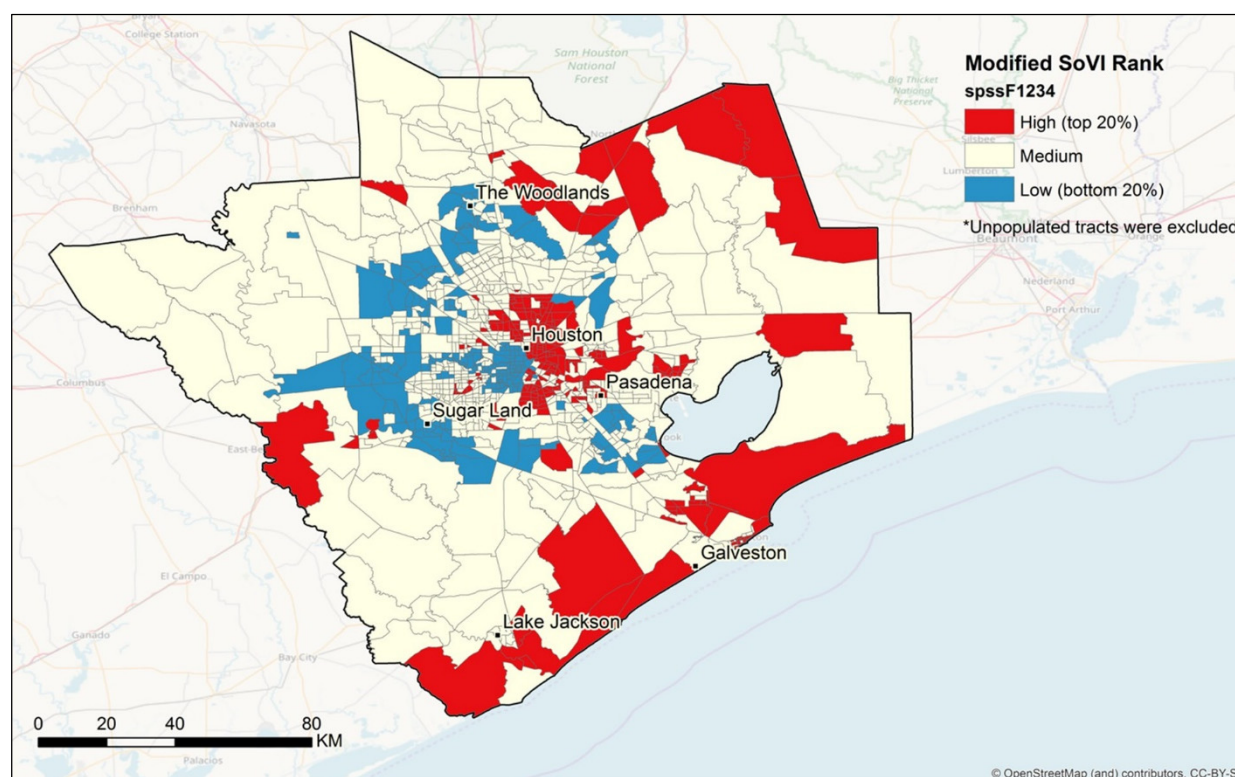 Bryan
College Station
Sam Houston
National
Forest
Big Thicket
National
Preserve
Navasota
Brenham
Columbus
El Campo
Ganado
Bay City
Palacios
Lumberton
Beaumont
Orange
Nederland
Port Arthur
The Woodlands
Houston
Pasadena
Sugar Land
Galveston
Lake Jackson
Modified SoVI Rank
spssF1234
High (top 20%)
Medium
Low (bottom 20%)
*Unpopulated tracts were excluded
0 20 40 80
KM
© OpenStreetMap (and) contributors, CC-BY-S